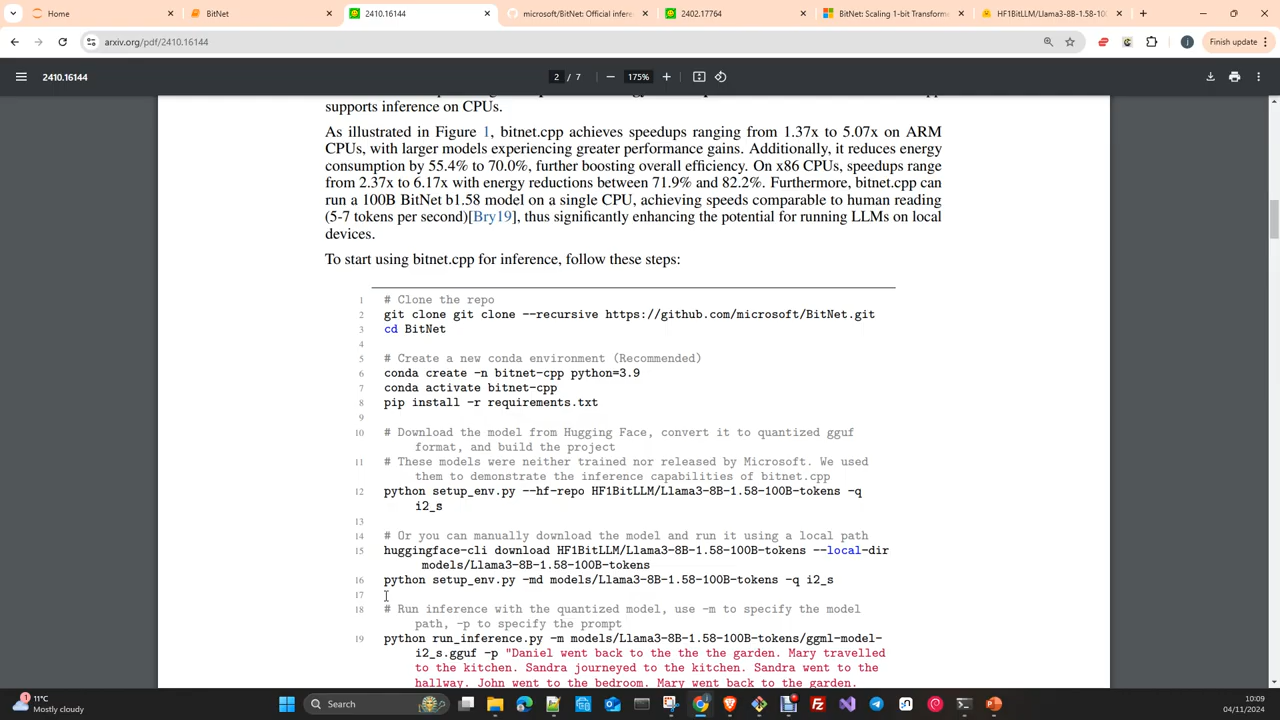 Home
BitNet
2410.16144
microsoft/BitNet: Official infere
2402.17764
BitNet: Scaling 1-bit Transforma
HF1BitLLM/Llama3-8B-1.58-10
arxiv.org/pdf/2410.16144
Finish update
2410.16144
2 / 7
175%
supports inference on CPUs.
As illustrated in Figure 1, bitnet.cpp achieves speedups ranging from 1.37x to 5.07x on ARM
CPUs, with larger models experiencing greater performance gains. Additionally, it reduces energy
consumption by 55.4% to 70.0%, further boosting overall efficiency. On x86 CPUs, speedups range
from 2.37x to 6.17x with energy reductions between 71.9% and 82.2%. Furthermore, bitnet.cpp can
run a 100B BitNet b1.58 model on a single CPU, achieving speeds comparable to human reading
(5-7 tokens per second)[Bry19], thus significantly enhancing the potential for running LLMs on local
devices.
To start using bitnet.cpp for inference, follow these steps:
1 # Clone the repo
2 git clone git clone --recursive https://github.com/microsoft/BitNet.git
3 cd BitNet
4
5 # Create a new conda environment (Recommended)
6 conda create -n bitnet-cpp python=3.9
7 conda activate bitnet-cpp
8 pip install -r requirements.txt
9
10 # Download the model from Hugging Face, convert it to quantized gguf
format, and build the project
11 # These models were neither trained nor released by Microsoft. We used
them to demonstrate the inference capabilities of bitnet.cpp
12 python setup_env.py --hf-repo HF1BitLLM/Llama3-8B-1.58-100B-tokens -q
i2_s
13
14 # Or you can manually download the model and run it using a local path
15 huggingface-cli download HF1BitLLM/Llama3-8B-1.58-100B-tokens --local-dir
models/Llama3-8B-1.58-100B-tokens
16 python setup_env.py -md models/Llama3-8B-1.58-100B-tokens -q i2_s
17
18 # Run inference with the quantized model, use -m to specify the model
path, -p to specify the prompt
19 python run_inference.py -m models/Llama3-8B-1.58-100B-tokens/ggml-model-
i2_s.gguf -p "Daniel went back to the the the garden. Mary travelled
to the kitchen. Sandra journeyed to the kitchen. Sandra went to the
hallway. John went to the bedroom. Mary went back to the garden.
1
11°C
Mostly cloudy
Search
10:09
04/11/2024